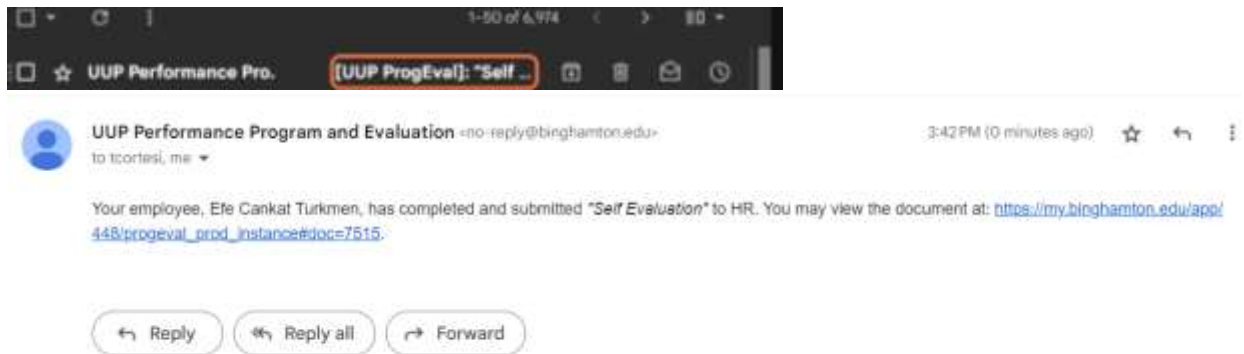 1-50 of 6,974
UUP Performance Pro. [UUP ProgEval]: "Self ...
UUP Performance Program and Evaluation <no-reply@binghamton.edu> 3:42 PM (0 minutes ago)
to tcortesi, me
Your employee, Efe Cankat Turkmen, has completed and submitted "Self Evaluation" to HR. You may view the document at: https://my.binghamton.edu/app/
448/progeval_prod_instance#doc=7515.
Reply Reply all Forward